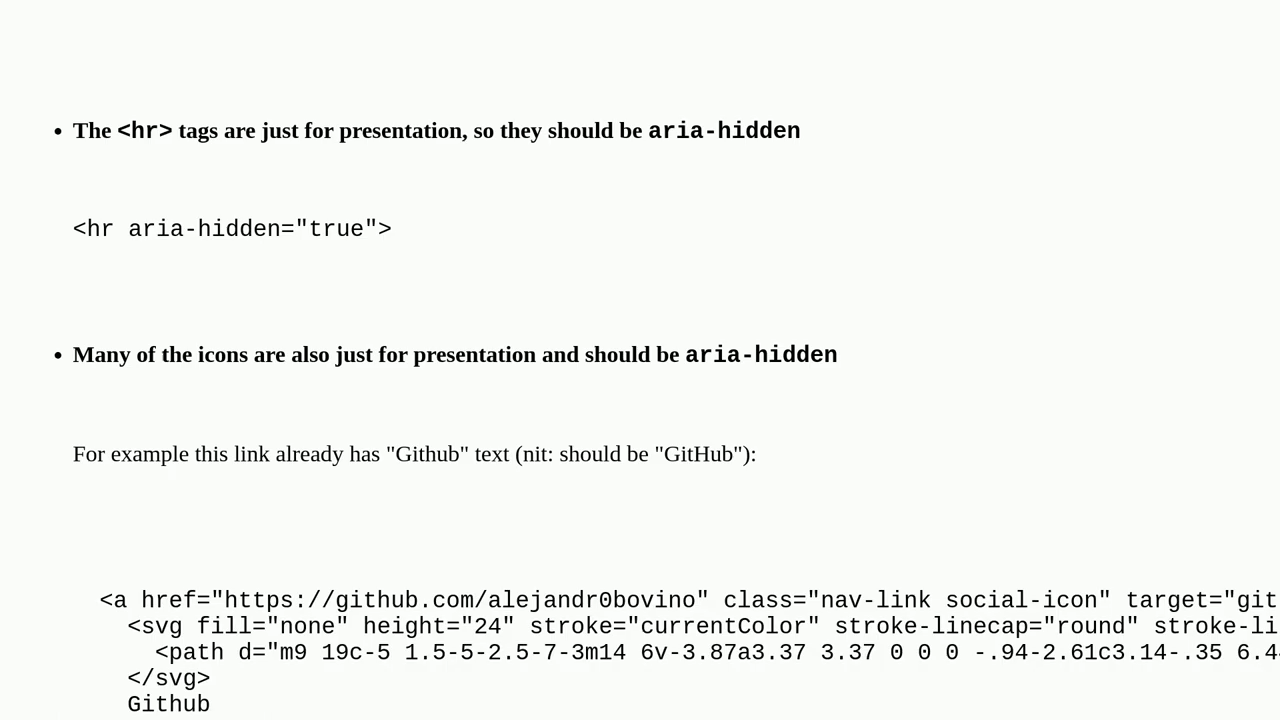 • The <hr> tags are just for presentation, so they should be aria-hidden
<hr aria-hidden="true">
• Many of the icons are also just for presentation and should be aria-hidden
For example this link already has "Github" text (nit: should be "GitHub"):
<a href="https://github.com/alejandr0bovino" class="nav-link social-icon" target="git
<svg fill="none" height="24" stroke="currentColor" stroke-linecap="round" stroke-li
<path d="m9 19c-5 1.5-5-2.5-7-3m14 6v-3.87a3.37 3.37 0 0 0 -.94-2.61c3.14-.35 6.4
</svg>
Github